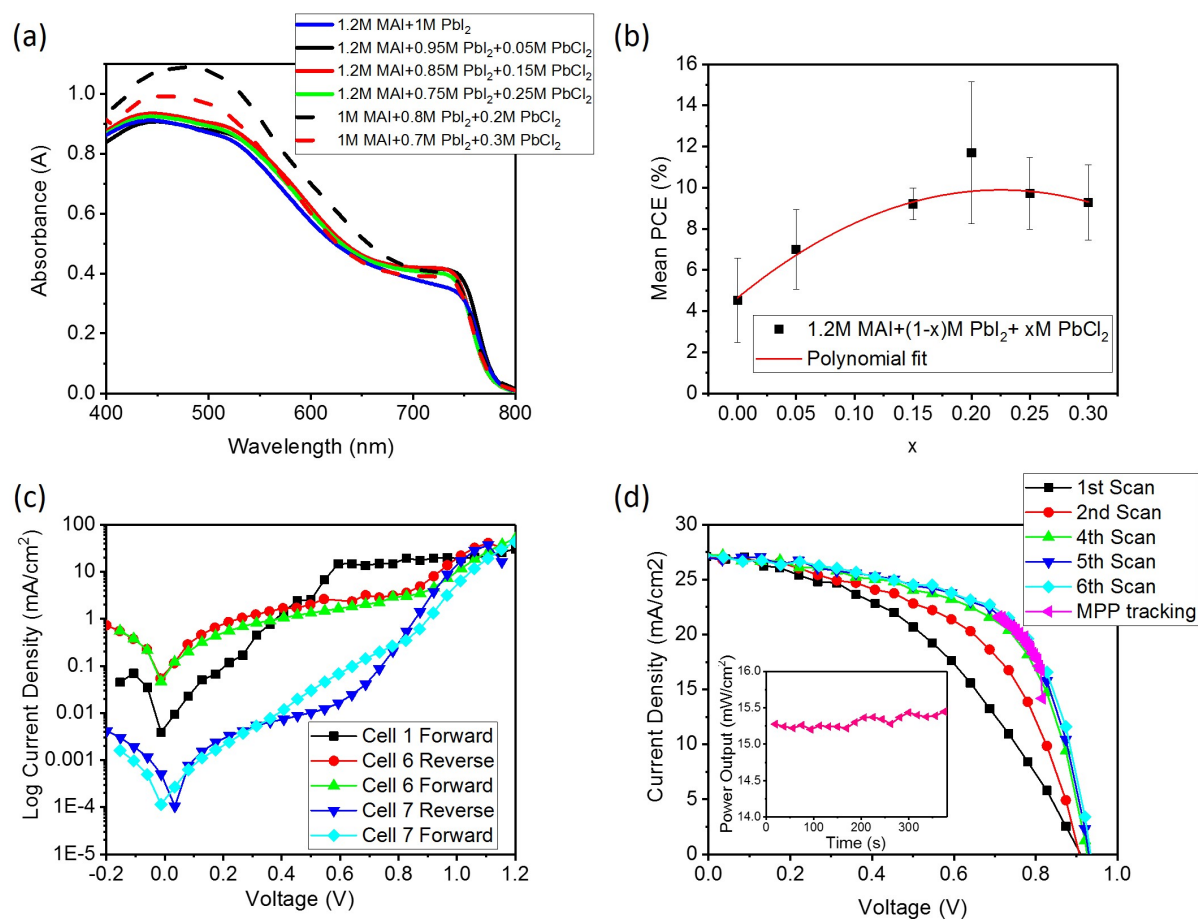 (a)
1.2M MAI+1M PbI2
1.2M MAI+0.95M PbI2+0.05M PbCl2
1.2M MAI+0.85M PbI2+0.15M PbCl2
1.2M MAI+0.75M PbI2+0.25M PbCl2
1M MAI+0.8M PbI2+0.2M PbCl2
1M MAI+0.7M PbI2+0.3M PbCl2
Absorbance (A)
1.0
0.8
0.6
0.4
0.2
0.0
400 500 600 700 800
Wavelength (nm)
(b)
Mean PCE (%)
16
14
12
10
8
6
4
2
0
1.2M MAI+(1-x)M PbI2+ xM PbCl2
Polynomial fit
0.00 0.05 0.10 0.15 0.20 0.25 0.30
x
(c)
Log Current Density (mA/cm2)
100
10
1
0.1
0.01
0.001
1E-4
1E-5
Cell 1 Forward
Cell 6 Reverse
Cell 6 Forward
Cell 7 Reverse
Cell 7 Forward
-0.2 0.0 0.2 0.4 0.6 0.8 1.0 1.2
Voltage (V)
(d)
1st Scan
2nd Scan
4th Scan
5th Scan
6th Scan
MPP tracking
Current Density (mA/cm2)
30
25
20
15
10
5
0
Power Output (mW/cm2)
16.0
15.5
15.0
14.5
14.0
0 100 200 300
Time (s)
0.0 0.2 0.4 0.6 0.8 1.0
Voltage (V)